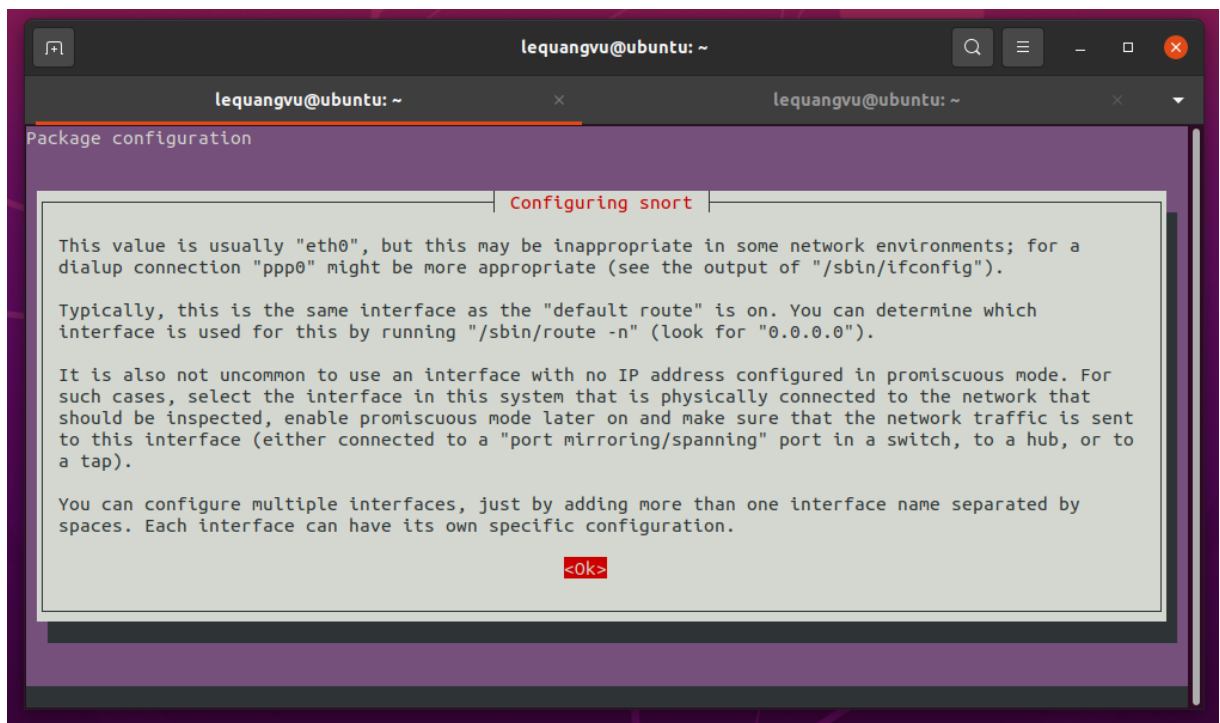 lequangvu@ubuntu: ~
lequangvu@ubuntu: ~
lequangvu@ubuntu: ~
Package configuration
Configuring snort
This value is usually "eth0", but this may be inappropriate in some network environments; for a
dialup connection "ppp0" might be more appropriate (see the output of "/sbin/ifconfig").
Typically, this is the same interface as the "default route" is on. You can determine which
interface is used for this by running "/sbin/route -n" (look for "0.0.0.0").
It is also not uncommon to use an interface with no IP address configured in promiscuous mode. For
such cases, select the interface in this system that is physically connected to the network that
should be inspected, enable promiscuous mode later on and make sure that the network traffic is sent
to this interface (either connected to a "port mirroring/spanning" port in a switch, to a hub, or to
a tap).
You can configure multiple interfaces, just by adding more than one interface name separated by
spaces. Each interface can have its own specific configuration.
<Ok>